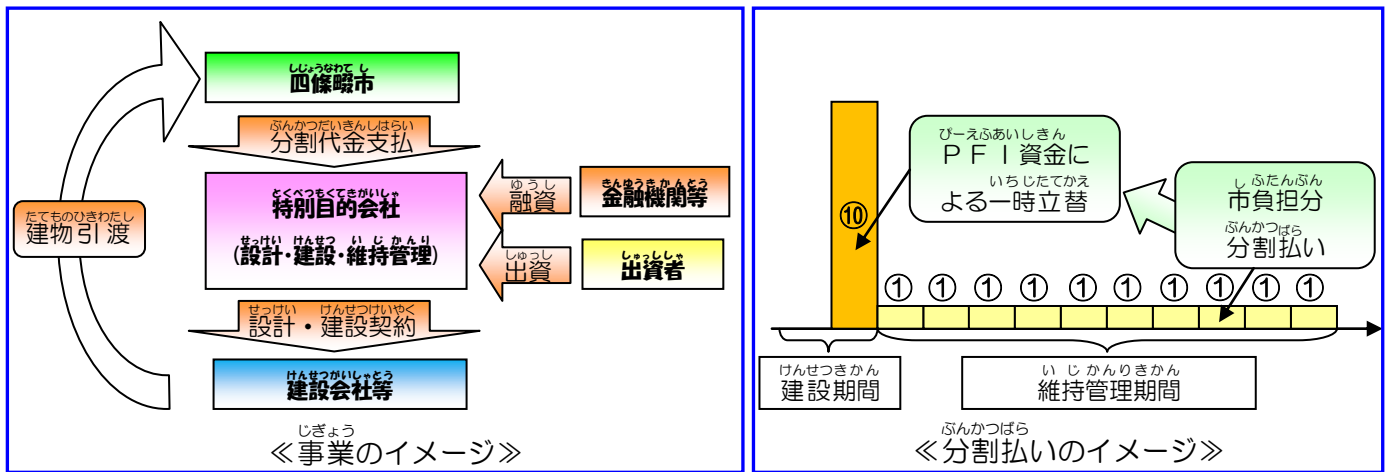 しじょうなわて し
四條畷市
ぶんかつだいきんしはらい
分割代金支払
とくべつもくてきがいしゃ
特別目的会社
せっけい けんせつ い じ かんり
(設計・建設・維持管理)
ゆうし
融資
きんゆうきかんとう
金融機関等
しゅっし
出資
しゅっししゃ
出資者
たてものひきわたし
建物引渡
せっけい けんせつけいやく
設計・建設契約
けんせつがいしゃとう
建設会社等
じぎょう
≪事業のイメージ≫
ぴーえふあいしきん
ＰＦＩ資金に
いちじたてかえ
よる一時立替
し ふたんぶん
市負担分
ぶんかつばら
分割払い
⑩
① ① ① ① ① ① ① ① ① ①
けんせつきかん
建設期間
い じ かんりきかん
維持管理期間
ぶんかつばら
≪分割払いのイメージ≫